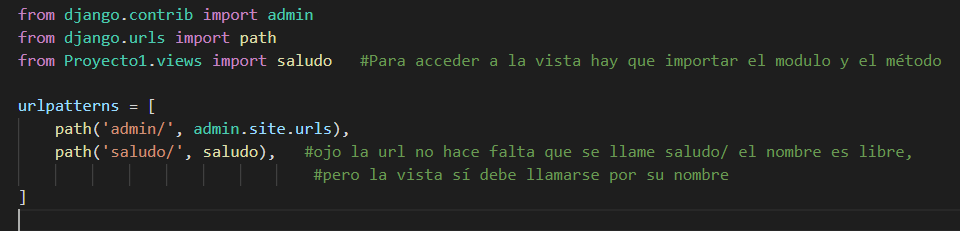 from django.contrib import admin
from django.urls import path
from Proyecto1.views import saludo   #Para acceder a la vista hay que importar el modulo y el método
urlpatterns = [
    path('admin/', admin.site.urls),
    path('saludo/', saludo),   #ojo la url no hace falta que se llame saludo/ el nombre es libre,
                                #pero la vista sí debe llamarse por su nombre
]